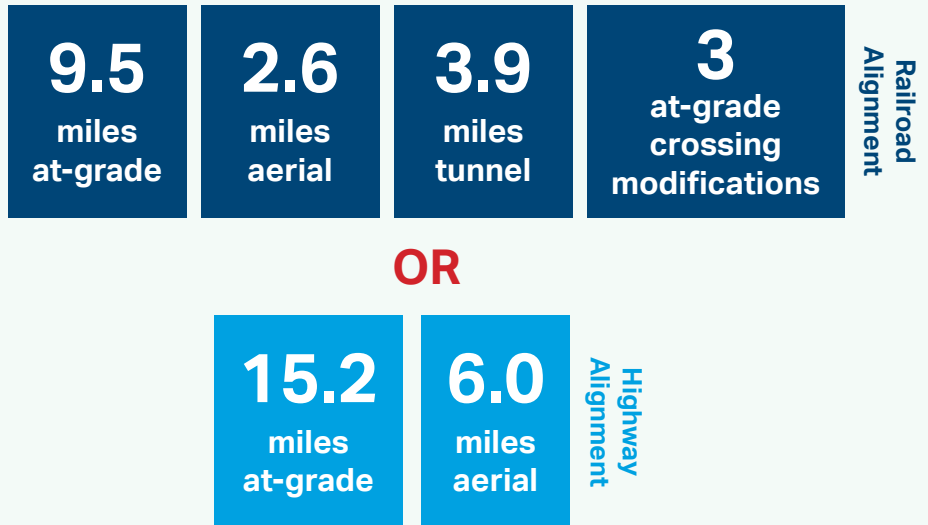 9.5
miles
at-grade
2.6
miles
aerial
3.9
miles
tunnel
3
at-grade
crossing
modifications
Railroad
Alignment
OR
15.2
miles
at-grade
6.0
miles
aerial
Highway
Alignment